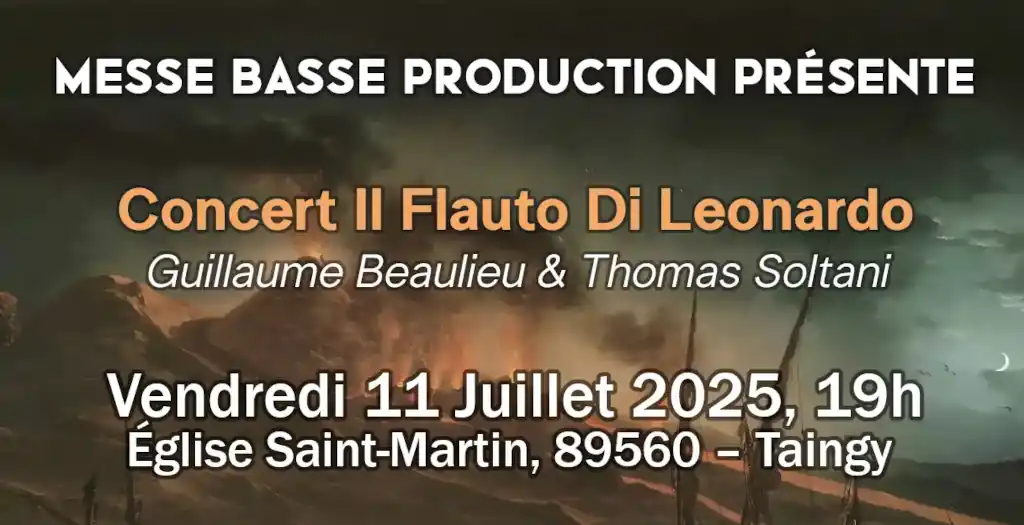 MESSE BASSE PRODUCTION PRÉSENTE
Concert Il Flauto Di Leonardo
Guillaume Beaulieu & Thomas Soltani
Vendredi 11 Juillet 2025, 19h
Église Saint-Martin, 89560 – Taingy